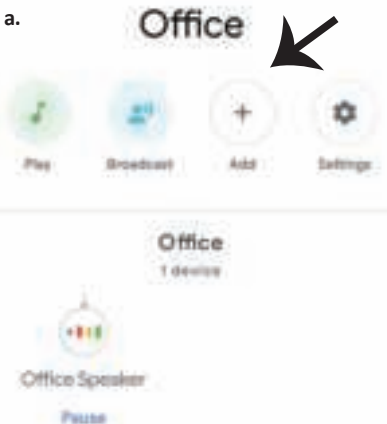 a.
Office
Play Broadcast Add Settings
Office
1 device
Office Speaker
Pause